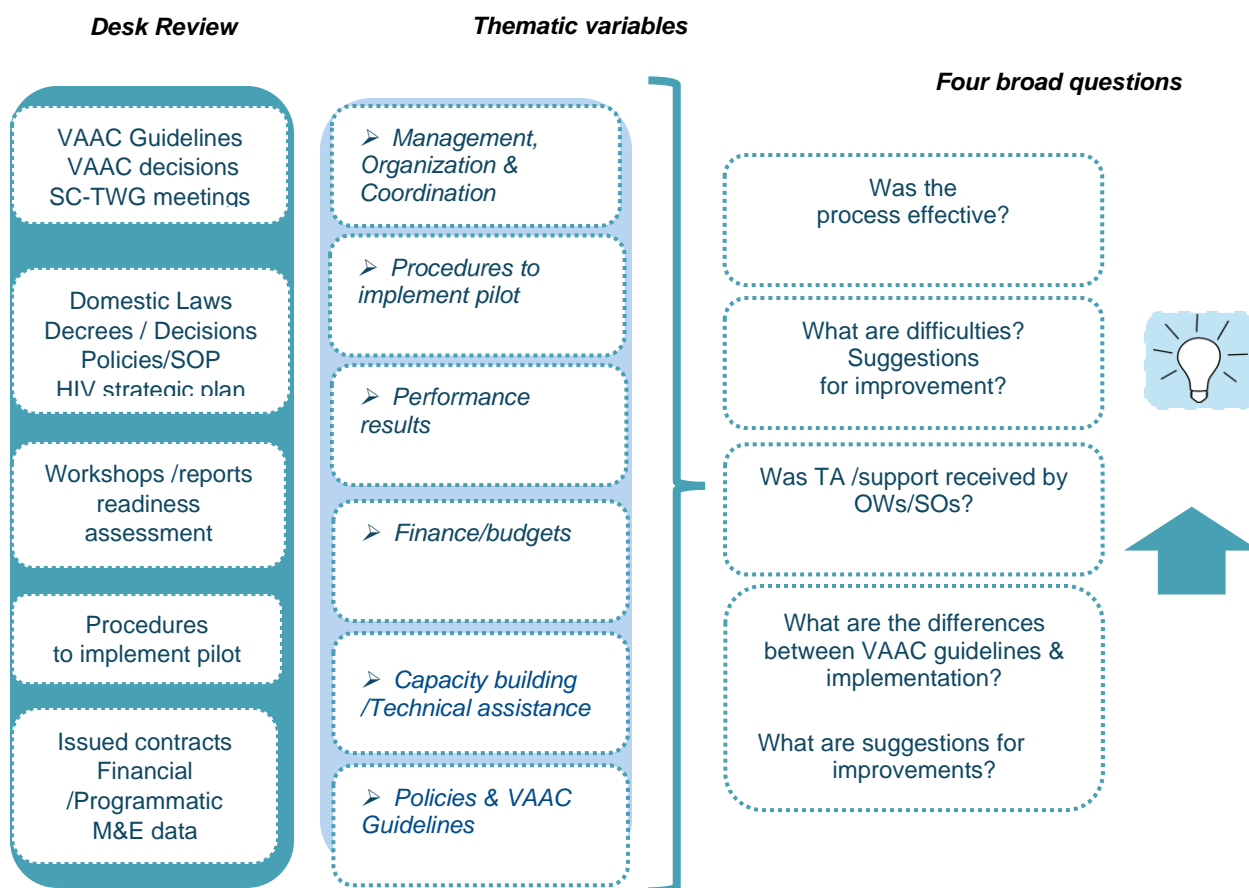 Desk Review
VAAC Guidelines
VAAC decisions
SC-TWG meetings
Domestic Laws
Decrees / Decisions
Policies/SOP
HIV strategic plan
Workshops /reports
readiness
assessment
Procedures
to implement pilot
Issued contracts
Financial
/Programmatic
M&E data
Thematic variables
➢ Management,
Organization &
Coordination
➢ Procedures to
implement pilot
➢ Performance
results
➢ Finance/budgets
➢ Capacity building
/Technical assistance
➢ Policies & VAAC
Guidelines
Four broad questions
Was the
process effective?
What are difficulties?
Suggestions
for improvement?
Was TA /support received by
OWs/SOs?
What are the differences
between VAAC guidelines &
implementation?
What are suggestions for
improvements?